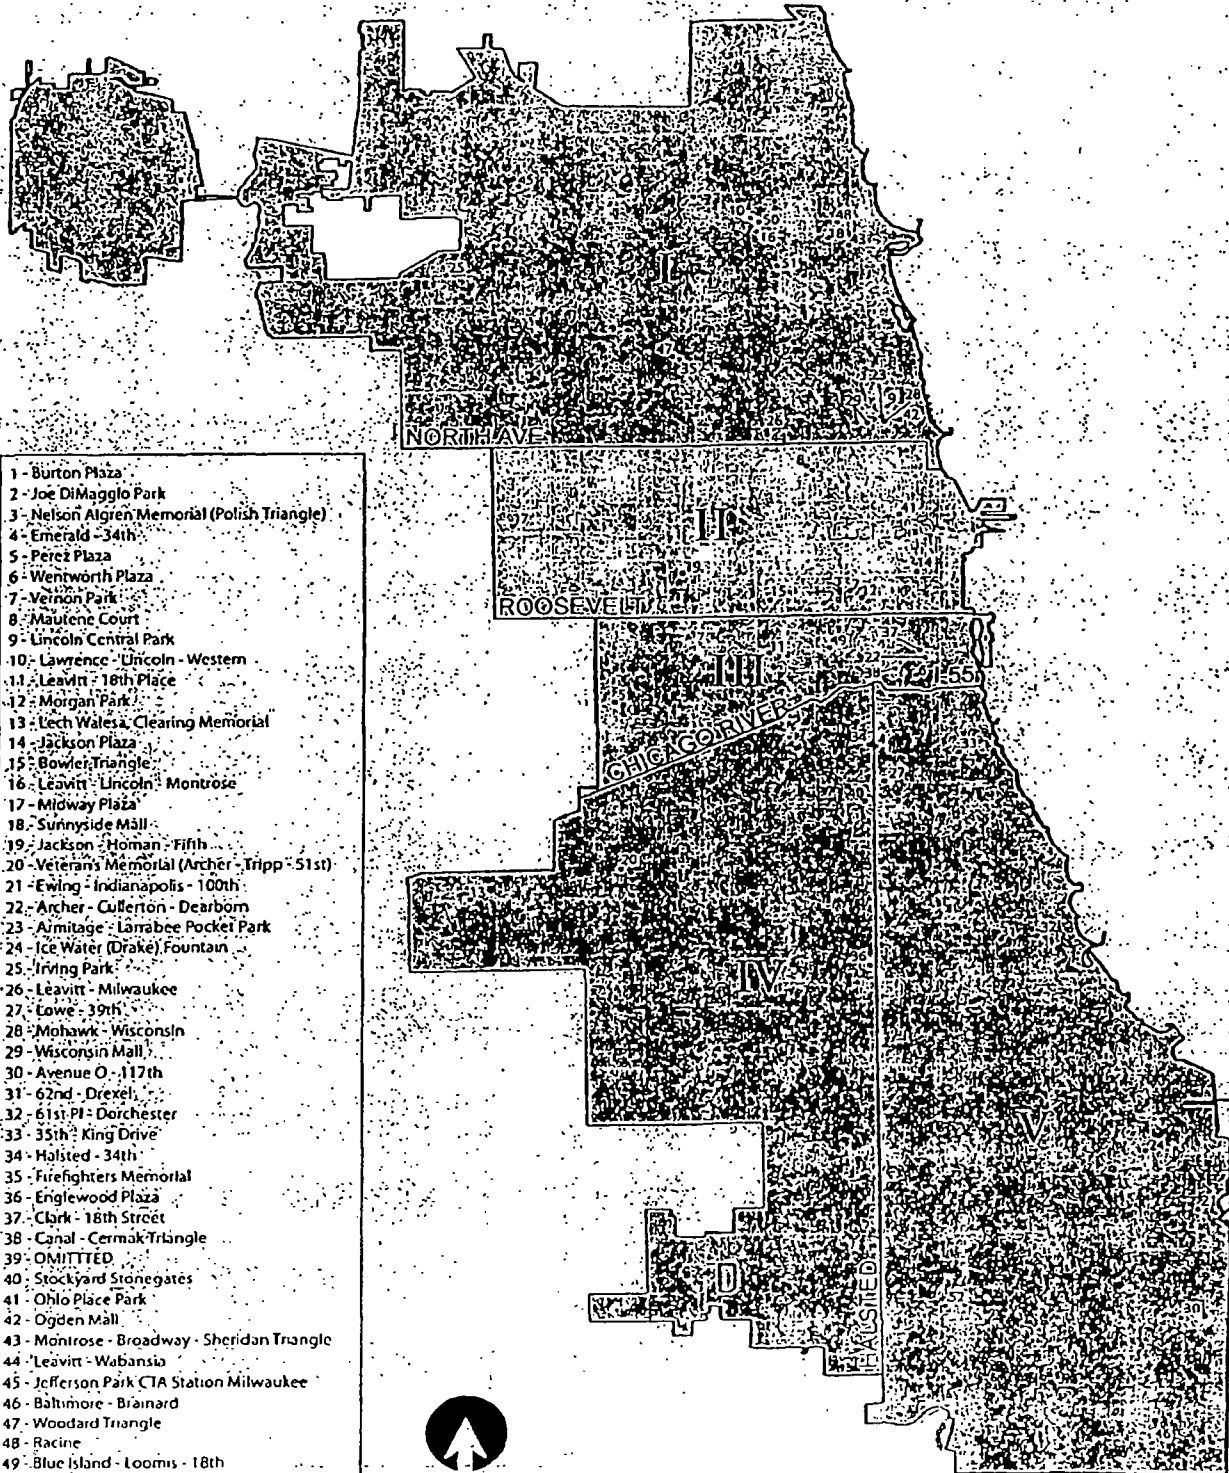 I
NORTH AVE
II
ROOSEVELT
III
I-55
CHICAGO RIVER
20
IV
V
D
HALSTED
30
1 - Burton Plaza
2 - Joe DiMaggio Park
3 - Nelson Algren Memorial (Polish Triangle)
4 - Emerald - 34th
5 - Perez Plaza
6 - Wentworth Plaza
7 - Vernon Park
8 - Mautene Court
9 - Lincoln Central Park
10 - Lawrence - Lincoln - Western
11 - Leavitt - 18th Place
12 - Morgan Park
13 - Lech Walesa, Clearing Memorial
14 - Jackson Plaza
15 - Bowler Triangle
16 - Leavitt - Lincoln - Montrose
17 - Midway Plaza
18 - Sunnyside Mall
19 - Jackson - Homan - Fifth
20 - Veterans Memorial (Archer - Tripp - 51st)
21 - Ewing - Indianapolis - 100th
22 - Archer - Cullerton - Dearborn
23 - Armitage - Larrabee Pocket Park
24 - Ice Water (Drake) Fountain
25 - Irving Park
26 - Leavitt - Milwaukee
27 - Lowe - 39th
28 - Mohawk - Wisconsin
29 - Wisconsin Mall
30 - Avenue O - 117th
31 - 62nd - Drexel
32 - 61st Pl - Dorchester
33 - 35th - King Drive
34 - Halsted - 34th
35 - Firefighters Memorial
36 - Englewood Plaza
37 - Clark - 18th Street
38 - Canal - Cermak Triangle
39 - OMITTTED
40 - Stockyard Stonegates
41 - Ohio Place Park
42 - Ogden Mall
43 - Montrose - Broadway - Sheridan Triangle
44 - Leavitt - Wabansia
45 - Jefferson Park CTA Station Milwaukee
46 - Baltimore - Brainard
47 - Woodard Triangle
48 - Racine
49 - Blue Island - Loomis - 18th